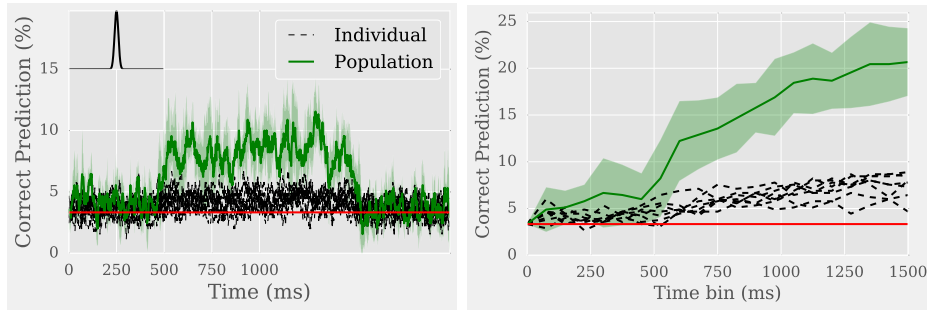 Correct Prediction (%)
15
10
5
0
0 250 500 750 1000
Time (ms)
Individual
Population
Correct Prediction (%)
25
20
15
10
5
0
0 250 500 750 1000 1250 1500
Time bin (ms)